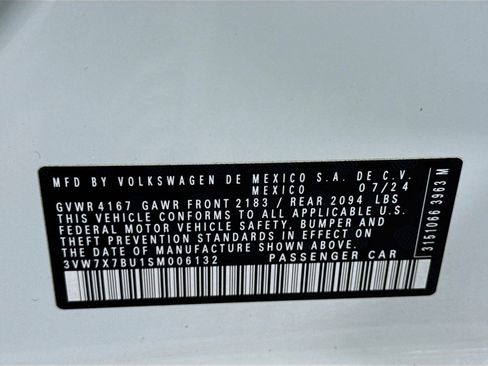 MFD BY VOLKSWAGEN DE MEXICO S.A. DE C.V.
MEXICO 07/24
GVWR 4167 GAWR FRONT 2183 / REAR 2094 LBS
THIS VEHICLE CONFORMS TO ALL APPLICABLE U.S.
FEDERAL MOTOR VEHICLE SAFETY, BUMPER AND
THEFT PREVENTION STANDARDS IN EFFECT ON
THE DATE OF MANUFACTURE SHOWN ABOVE.
3VW7X7BU1SM006132 PASSENGER CAR
3151066 3963 M